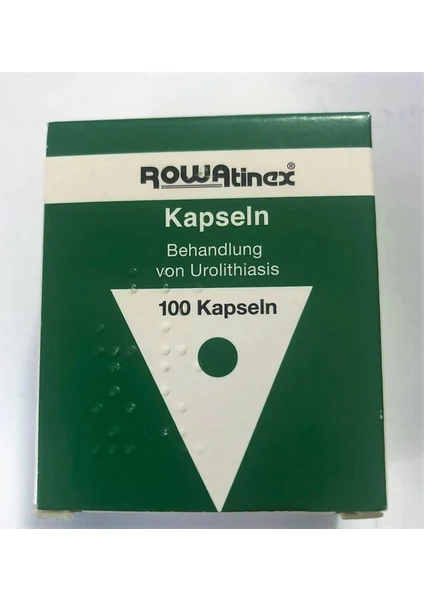 ROWAtinex®
Kapseln
Behandlung
von Urolithiasis
100 Kapseln